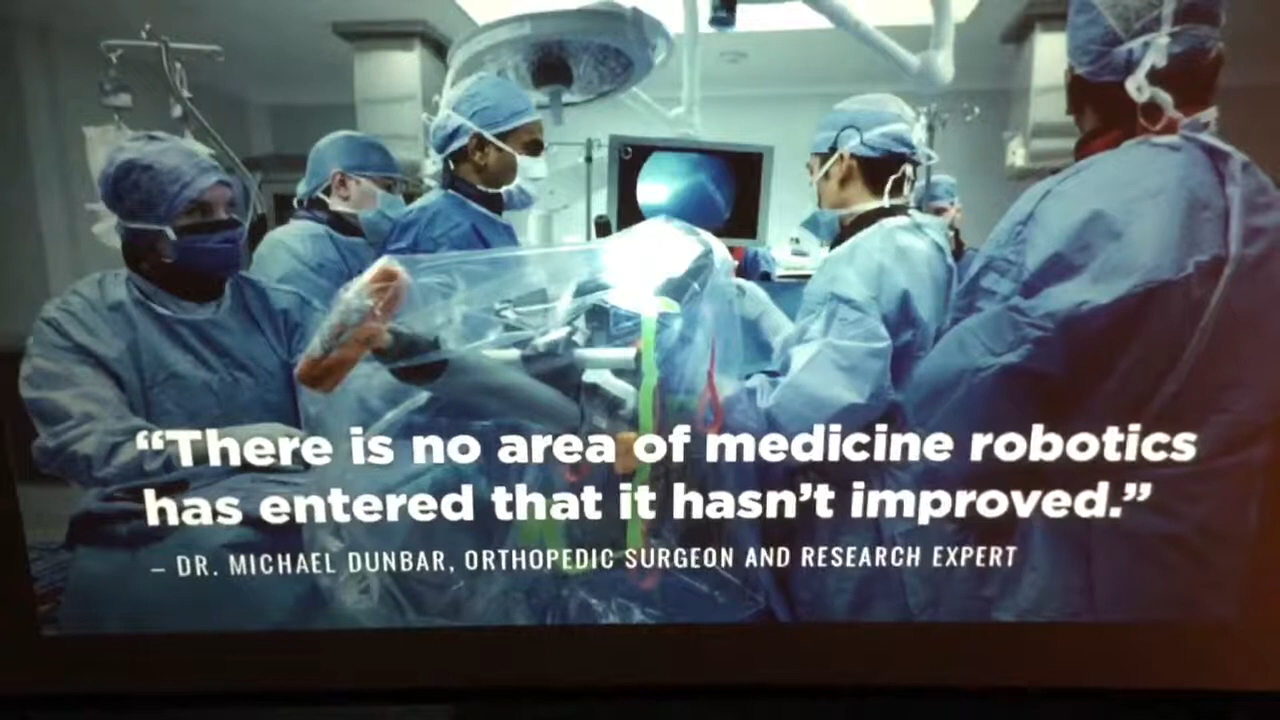 “There is no area of medicine robotics
has entered that it hasn’t improved.”
– DR. MICHAEL DUNBAR, ORTHOPEDIC SURGEON AND RESEARCH EXPERT